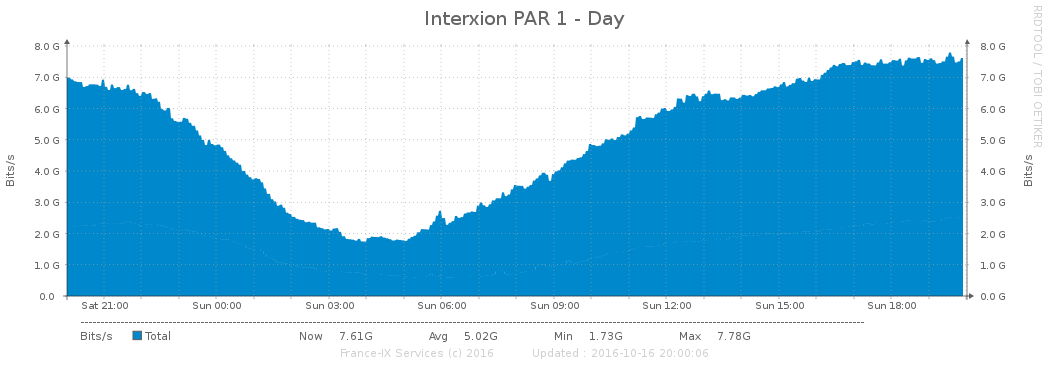 Interxion PAR 1 - Day
RRDTOOL / TOBI OETIKER
8.0 G 8.0 G
7.0 G 7.0 G
6.0 G 6.0 G
5.0 G 5.0 G
4.0 G 4.0 G
3.0 G 3.0 G
2.0 G 2.0 G
1.0 G 1.0 G
0.0 0.0 G
Bits/s
Bits/s
Sat 21:00 Sun 00:00 Sun 03:00 Sun 06:00 Sun 09:00 Sun 12:00 Sun 15:00 Sun 18:00
Bits/s Total Now 7.61G Avg 5.02G Min 1.73G Max 7.78G
France-IX Services (c) 2016 Updated : 2016-10-16 20:00:06